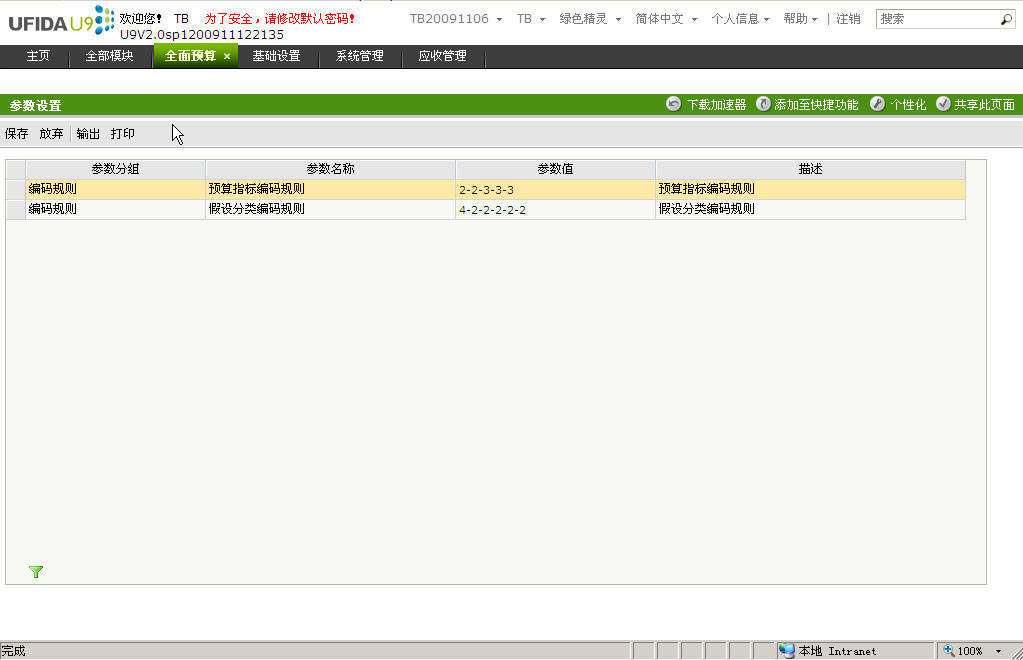 UFIDA U9 欢迎您! TB 为了安全，请修改默认密码! TB20091106 TB 绿色精灵 简体中文 个人信息 帮助 | 注销 搜索
U9V2.0sp1200911122135
主页 全部模块 全面预算 × 基础设置 系统管理 应收管理
参数设置 下载加速器 添加至快捷功能 个性化 共享此页面
保存 放弃 输出 打印
参数分组 参数名称 参数值 描述
编码规则 预算指标编码规则 2-2-3-3-3 预算指标编码规则
编码规则 假设分类编码规则 4-2-2-2-2-2 假设分类编码规则
完成 本地 Intranet 100%